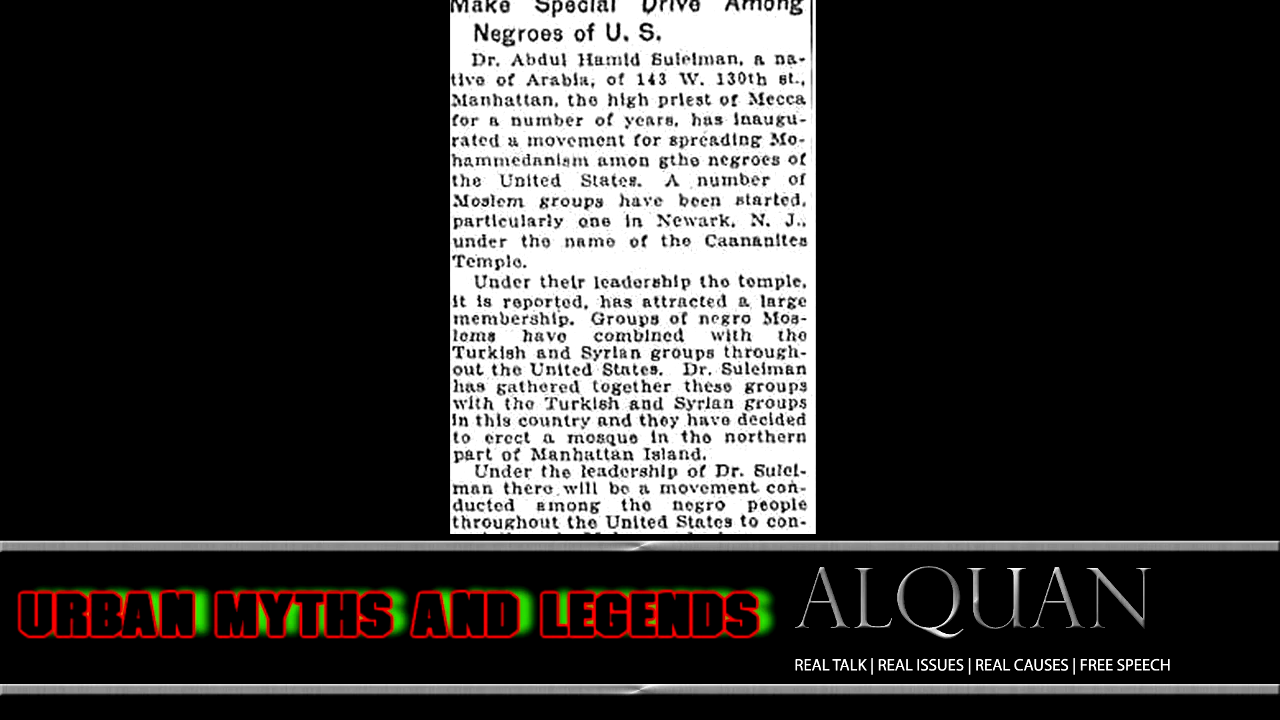 Make Special Drive Among
Negroes of U. S.
Dr. Abdul Hamid Suleiman, a na-
tive of Arabia, of 143 W. 130th st.,
Manhattan, the high priest of Mecca
for a number of years, has inaugu-
rated a movement for spreading Mo-
hammedanism amon gthe negroes of
the United States. A number of
Moslem groups have been started,
particularly one in Newark, N. J.,
under the name of the Caananites
Temple.
Under their leadership the temple,
it is reported, has attracted a large
membership. Groups of negro Mos-
lems have combined with the
Turkish and Syrian groups through-
out the United States. Dr. Suleiman
has gathered together these groups
with the Turkish and Syrian groups
in this country and they have decided
to erect a mosque in the northern
part of Manhattan Island.
Under the leadership of Dr. Sulei-
man there will be a movement con-
ducted among the negro people
throughout the United States to con-
URBAN MYTHS AND LEGENDS
ALQUAN
REAL TALK | REAL ISSUES | REAL CAUSES | FREE SPEECH